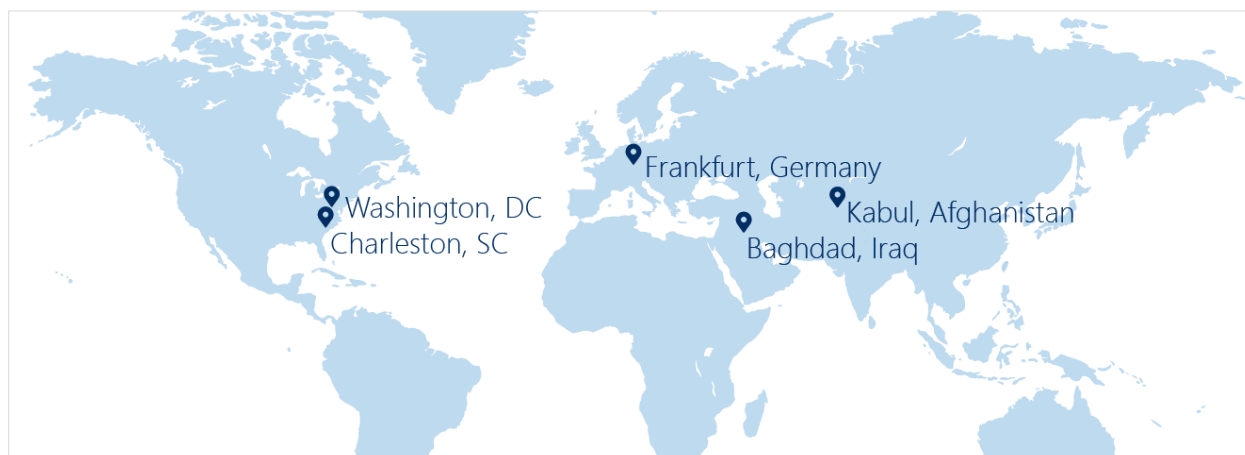 Frankfurt, Germany
Washington, DC
Kabul, Afghanistan
Charleston, SC
Baghdad, Iraq